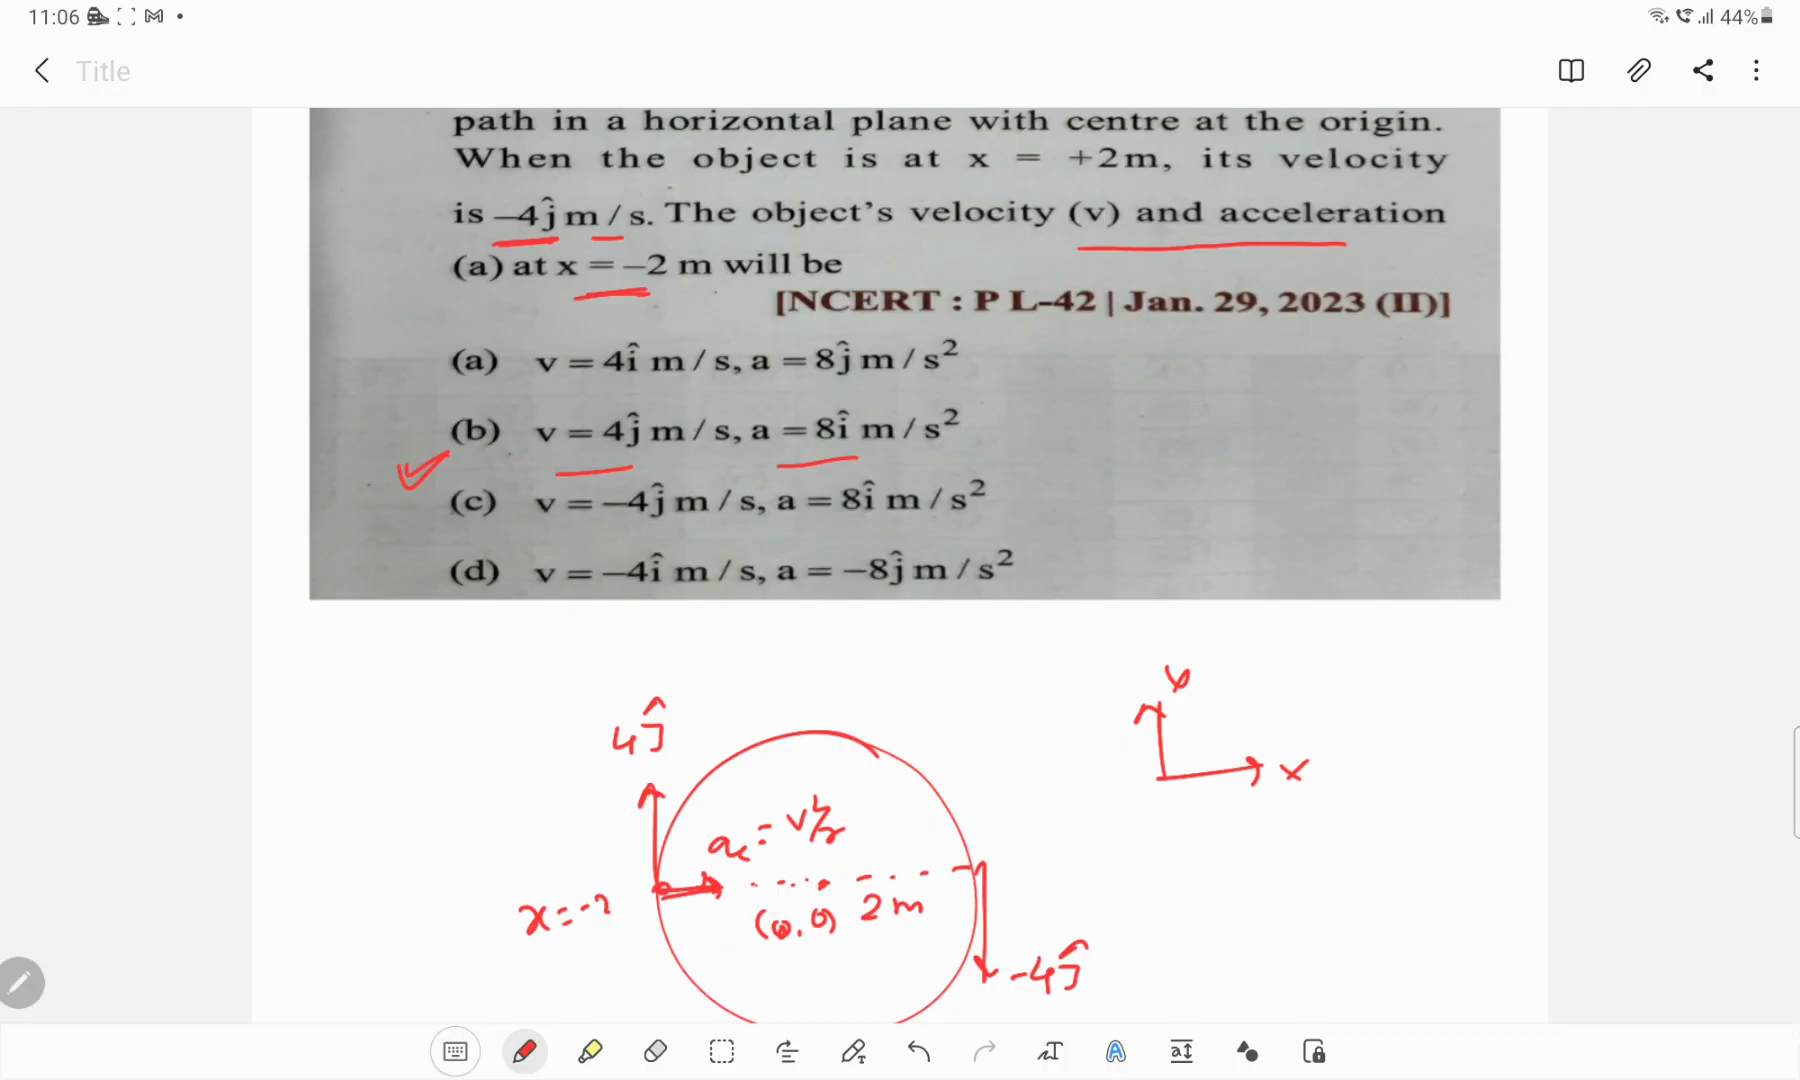 11:06
44%
Title
path in a horizontal plane with centre at the origin.
When the object is at x = +2m, its velocity
is –4ĵ m / s. The object's velocity (v) and acceleration
(a) at x = –2 m will be
[NCERT : P L-42 | Jan. 29, 2023 (II)]
(a) v = 4î m / s, a = 8ĵ m / s²
(b) v = 4ĵ m / s, a = 8î m / s²
(c) v = –4ĵ m / s, a = 8î m / s²
(d) v = –4î m / s, a = –8ĵ m / s²
4ĵ
y
x
a_c = v²/r
x = -2
(0,0) 2m
-4ĵ